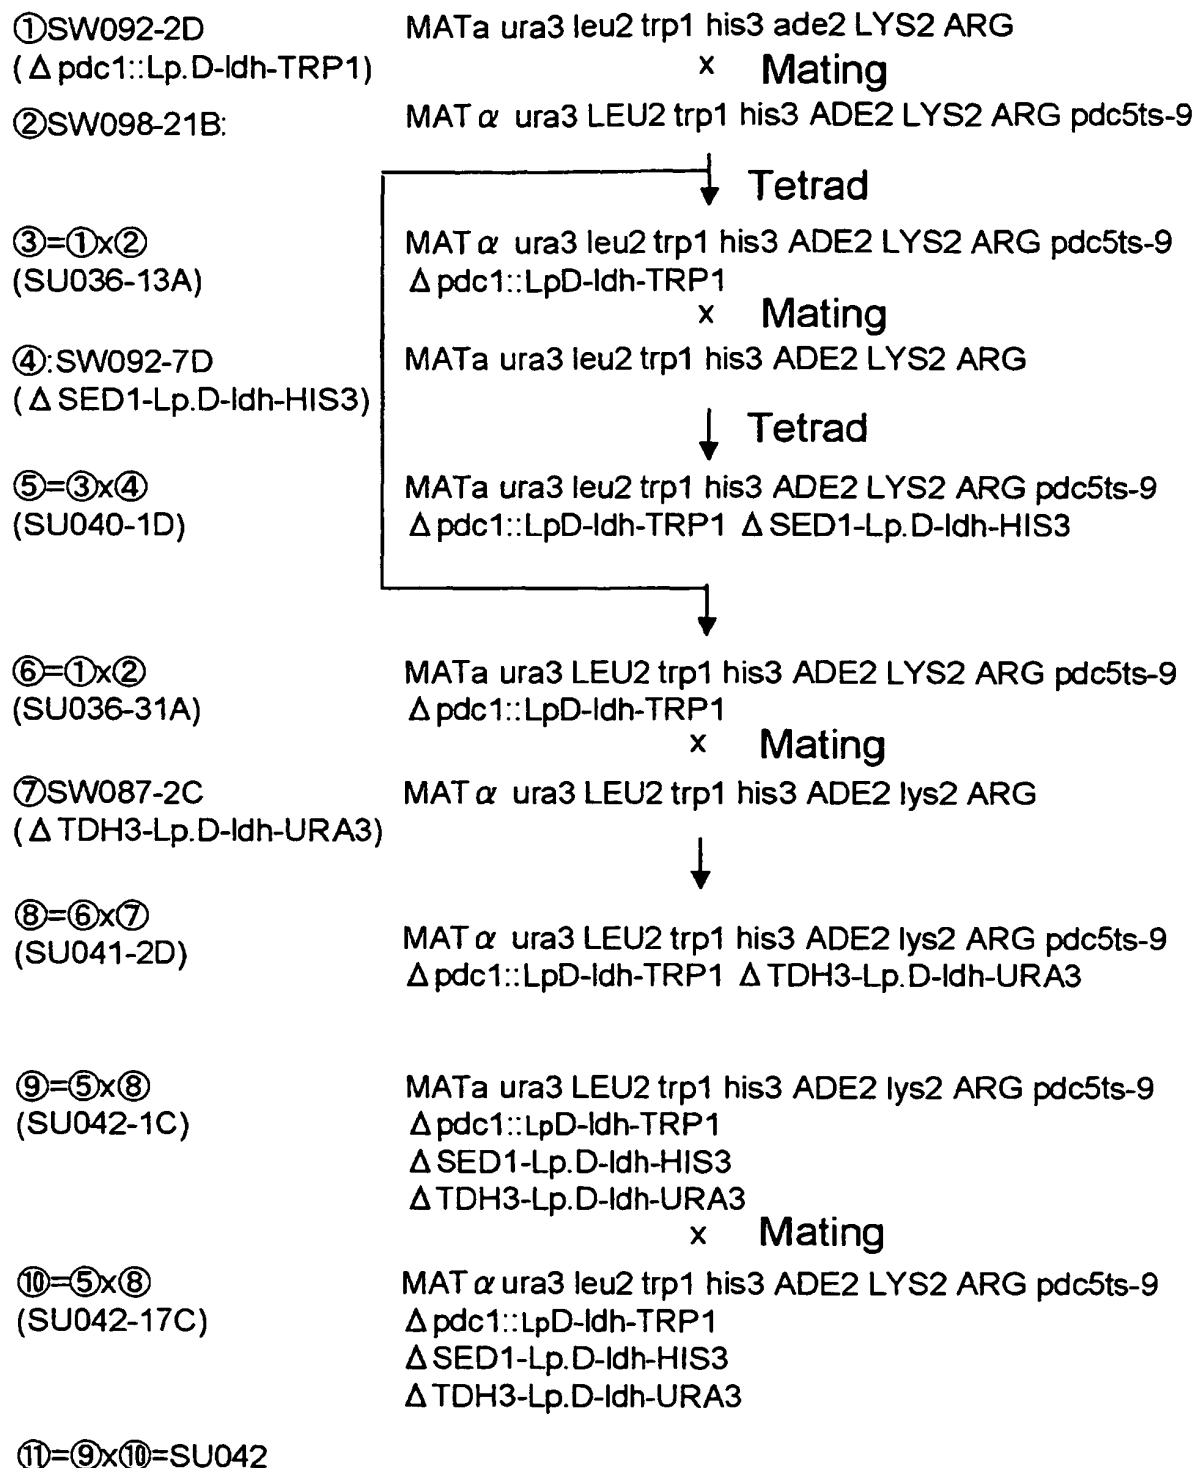 ①SW092-2D MATa ura3 leu2 trp1 his3 ade2 LYS2 ARG
(Δpdc1::Lp.D-ldh-TRP1) x Mating
②SW098-21B: MATα ura3 LEU2 trp1 his3 ADE2 LYS2 ARG pdc5ts-9
Tetrad
③=①x② MATα ura3 leu2 trp1 his3 ADE2 LYS2 ARG pdc5ts-9
(SU036-13A) Δpdc1::LpD-ldh-TRP1
x Mating
④:SW092-7D MATa ura3 leu2 trp1 his3 ADE2 LYS2 ARG
(ΔSED1-Lp.D-ldh-HIS3)
Tetrad
⑤=③x④ MATa ura3 leu2 trp1 his3 ADE2 LYS2 ARG pdc5ts-9
(SU040-1D) Δpdc1::LpD-ldh-TRP1 ΔSED1-Lp.D-ldh-HIS3
⑥=①x② MATa ura3 LEU2 trp1 his3 ADE2 LYS2 ARG pdc5ts-9
(SU036-31A) Δpdc1::LpD-ldh-TRP1
x Mating
⑦SW087-2C MATα ura3 LEU2 trp1 his3 ADE2 lys2 ARG
(ΔTDH3-Lp.D-ldh-URA3)
⑧=⑥x⑦
(SU041-2D) MATα ura3 LEU2 trp1 his3 ADE2 lys2 ARG pdc5ts-9
Δpdc1::LpD-ldh-TRP1 ΔTDH3-Lp.D-ldh-URA3
⑨=⑤x⑧ MATa ura3 LEU2 trp1 his3 ADE2 lys2 ARG pdc5ts-9
(SU042-1C) Δpdc1::LpD-ldh-TRP1
ΔSED1-Lp.D-ldh-HIS3
ΔTDH3-Lp.D-ldh-URA3
x Mating
⑩=⑤x⑧ MATα ura3 leu2 trp1 his3 ADE2 LYS2 ARG pdc5ts-9
(SU042-17C) Δpdc1::LpD-ldh-TRP1
ΔSED1-Lp.D-ldh-HIS3
ΔTDH3-Lp.D-ldh-URA3
⑪=⑨x⑩=SU042